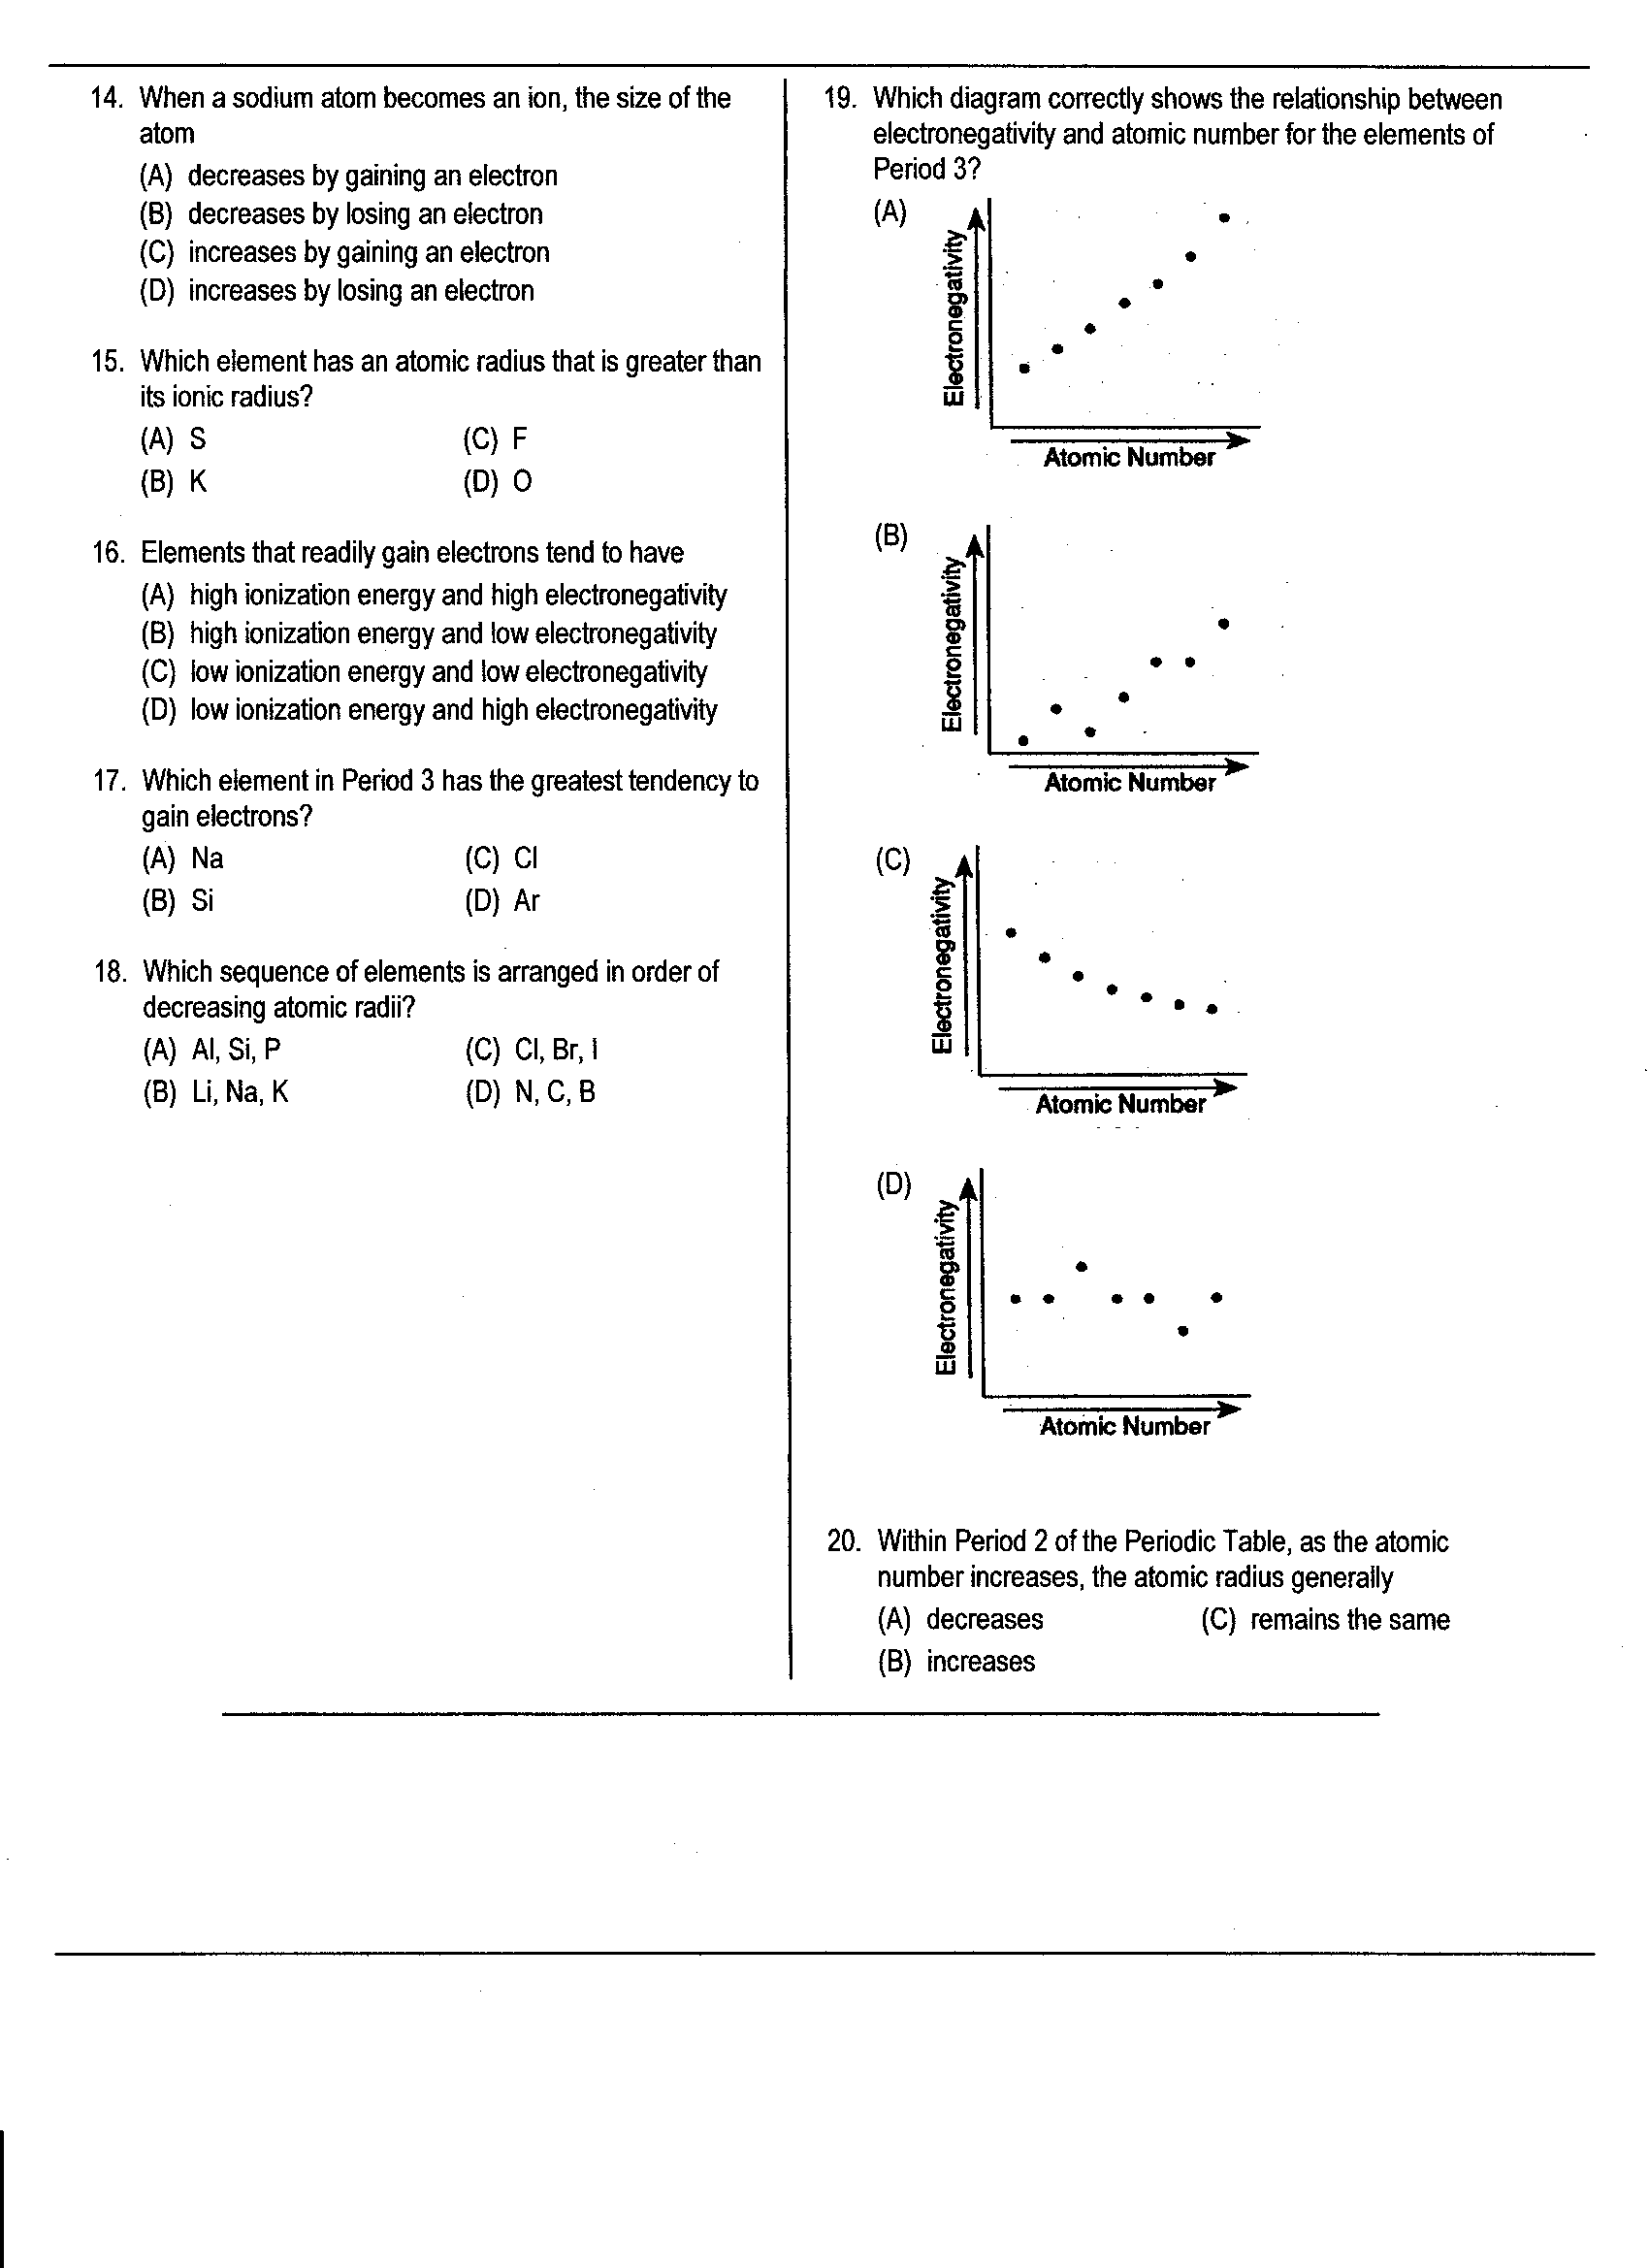 14. When a sodium atom becomes an ion, the size of the
atom
(A) decreases by gaining an electron
(B) decreases by losing an electron
(C) increases by gaining an electron
(D) increases by losing an electron
15. Which element has an atomic radius that is greater than
its ionic radius?
(A) S (C) F
(B) K (D) O
16. Elements that readily gain electrons tend to have
(A) high ionization energy and high electronegativity
(B) high ionization energy and low electronegativity
(C) low ionization energy and low electronegativity
(D) low ionization energy and high electronegativity
17. Which element in Period 3 has the greatest tendency to
gain electrons?
(A) Na (C) Cl
(B) Si (D) Ar
18. Which sequence of elements is arranged in order of
decreasing atomic radii?
(A) Al, Si, P (C) Cl, Br, I
(B) Li, Na, K (D) N, C, B
19. Which diagram correctly shows the relationship between
electronegativity and atomic number for the elements of
Period 3?
(A)
Electronegativity
Atomic Number
(B)
Electronegativity
Atomic Number
(C)
Electronegativity
Atomic Number
(D)
Electronegativity
Atomic Number
20. Within Period 2 of the Periodic Table, as the atomic
number increases, the atomic radius generally
(A) decreases (C) remains the same
(B) increases